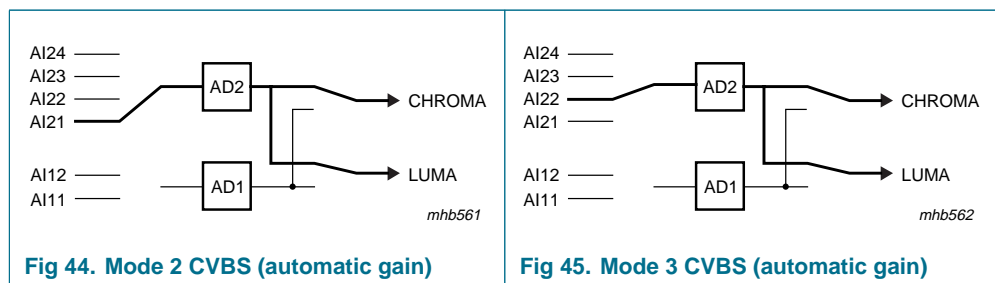 AI24
AI23
AI22
AI21
AI12
AI11
AD2
AD1
CHROMA
LUMA
mhb561
Fig 44. Mode 2 CVBS (automatic gain)
AI24
AI23
AI22
AI21
AI12
AI11
AD2
AD1
CHROMA
LUMA
mhb562
Fig 45. Mode 3 CVBS (automatic gain)